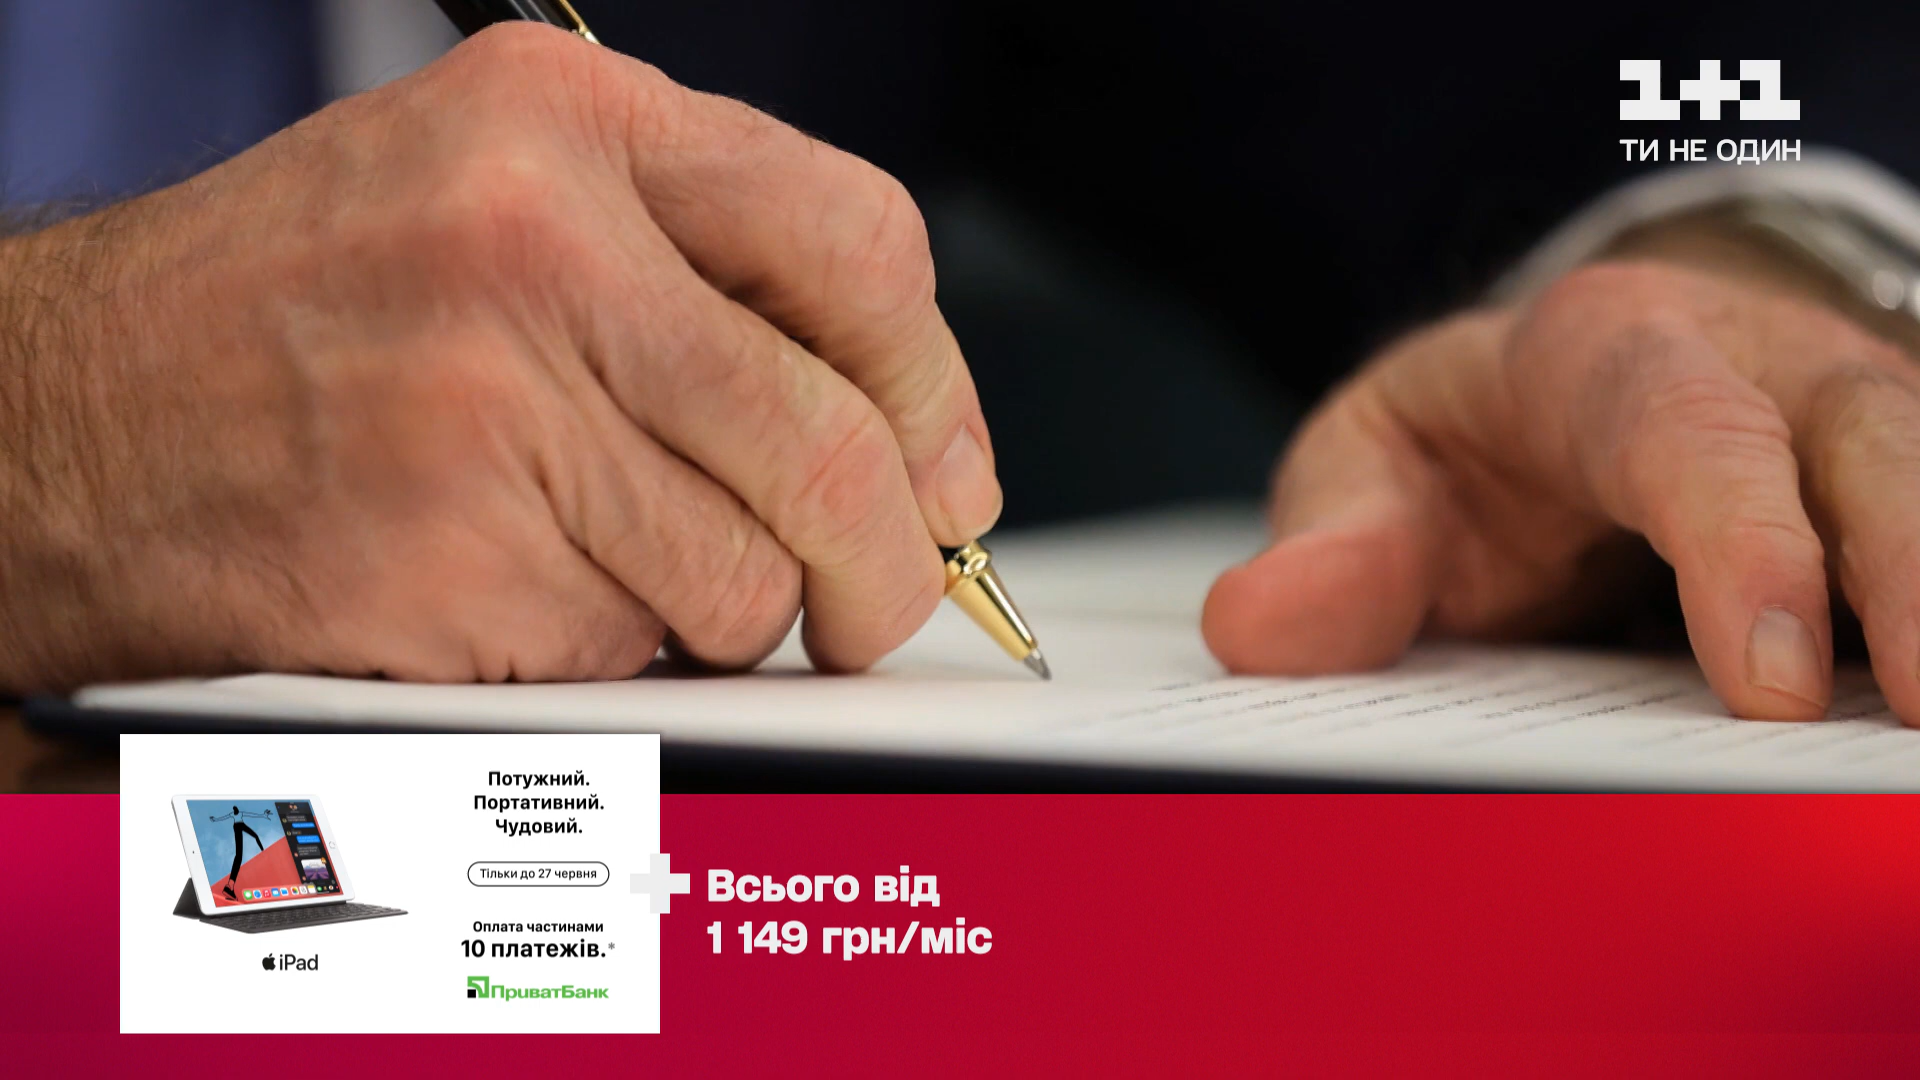 1+1
ТИ НЕ ОДИН
Потужний.
Портативний.
Чудовий.
Тільки до 27 червня
Оплата частинами
10 платежів.*
ПриватБанк
iPad
Всього від
1 149 грн/міс